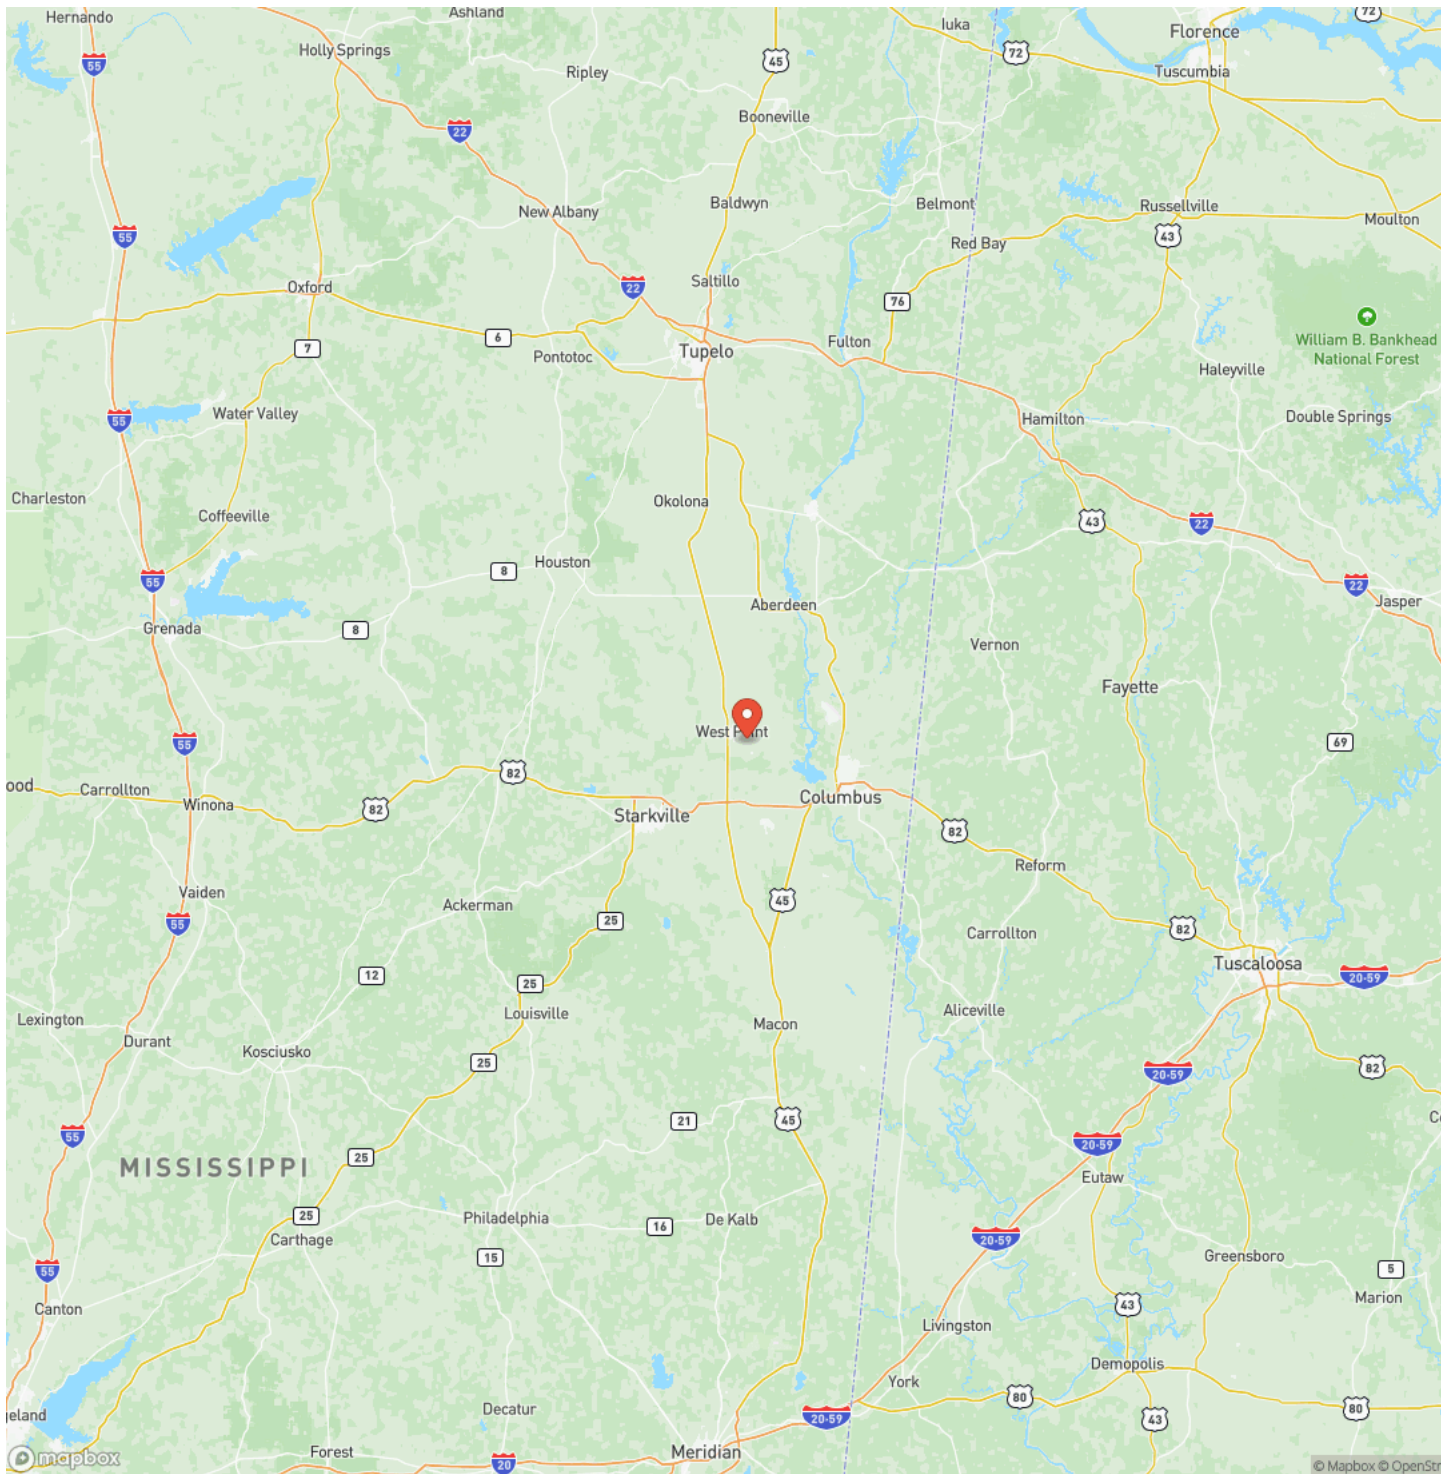 Hernando
Ashland
Iuka
72
72
Florence
Holly Springs
55
45
Ripley
Tuscumbia
Booneville
22
New Albany
Baldwyn
Belmont
Russellville
Moulton
55
43
Red Bay
Saltillo
Oxford
22
76
William B. Bankhead
National Forest
6
7
Pontotoc
Tupelo
Fulton
Haleyville
55
Water Valley
Hamilton
Double Springs
Charleston
Okolona
Coffeeville
43
22
Houston
8
55
22
Aberdeen
Jasper
Grenada
8
Vernon
Fayette
West Point
55
69
82
ood
Carrollton
Winona
82
Starkville
Columbus
82
Reform
Vaiden
Ackerman
45
55
25
82
Carrollton
Tuscaloosa
12
25
20-59
Lexington
Louisville
Macon
Aliceville
Durant
Kosciusko
25
20-59
82
21
45
55
20-59
MISSISSIPPI
25
Eutaw
25
Philadelphia
16
De Kalb
Carthage
20-59
15
Greensboro
55
5
Canton
43
Marion
Livingston
Demopolis
York
80
80
eland
Decatur
20-59
43
Forest
Meridian
20
mapbox
© Mapbox © OpenStr